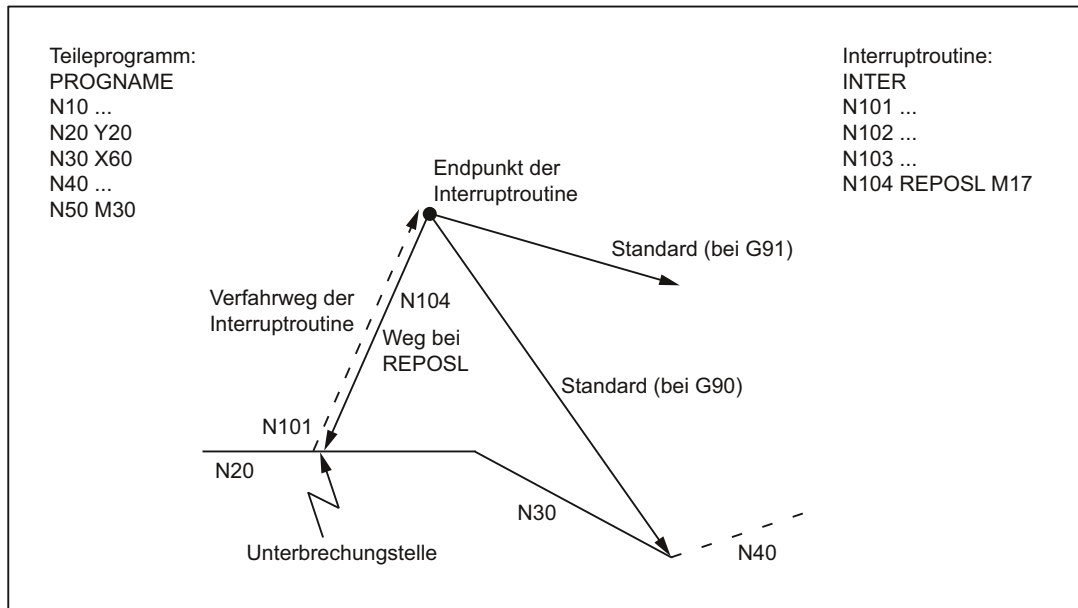 Teileprogramm:
PROGNAME
N10 ...
N20 Y20
N30 X60
N40 ...
N50 M30
Interruptroutine:
INTER
N101 ...
N102 ...
N103 ...
N104 REPOSL M17
Endpunkt der
Interruptroutine
Standard (bei G91)
Verfahrweg der
Interruptroutine
N104
Weg bei
REPOSL
Standard (bei G90)
N101
N20
N30
Unterbrechungstelle
N40